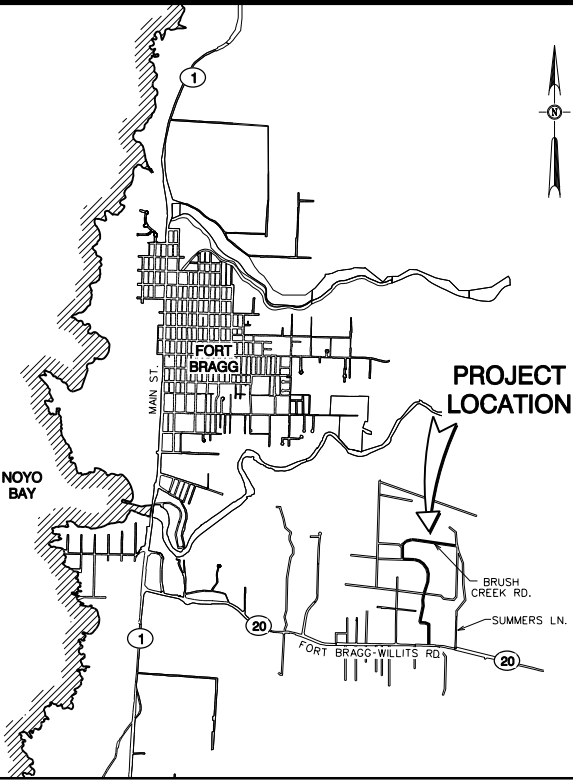 1
N
FORT
BRAGG
MAIN ST.
PROJECT
LOCATION
NOYO
BAY
BRUSH
CREEK RD.
SUMMERS LN.
20
1
FORT BRAGG-WILLITS RD.
20